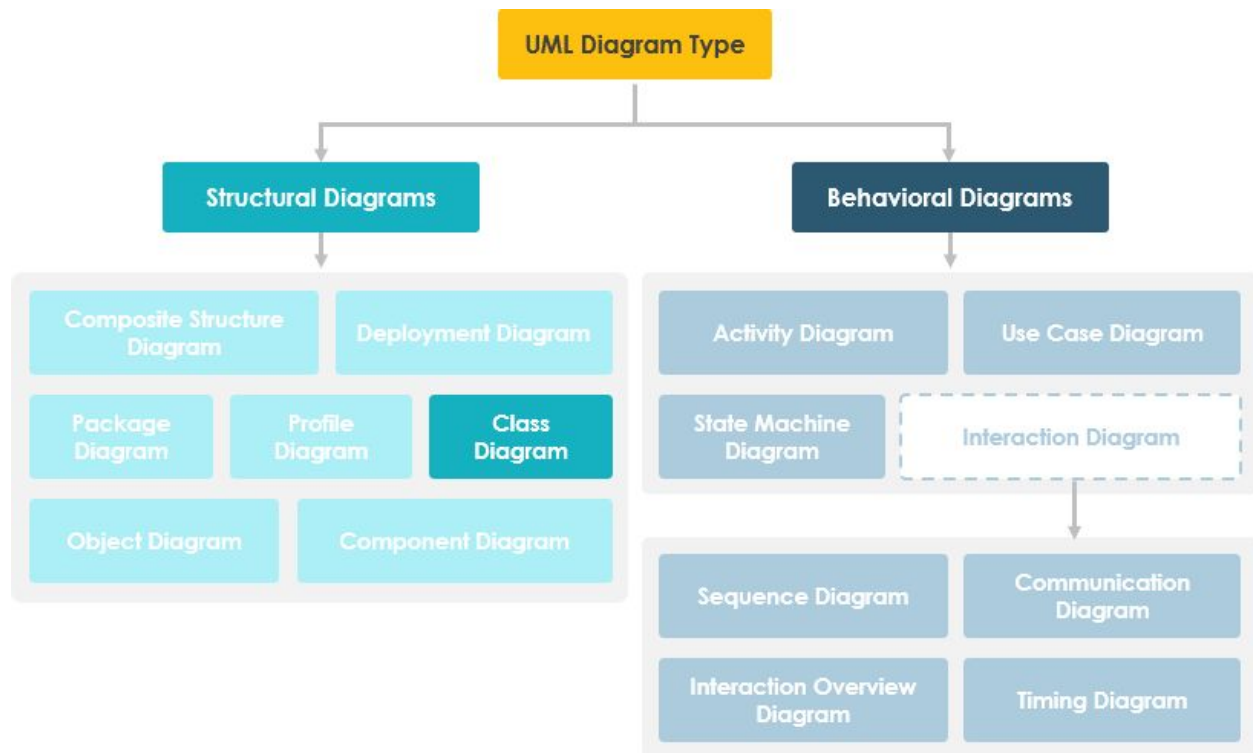 UML Diagram Type
Structural Diagrams
Behavioral Diagrams
Composite Structure
Diagram
Deployment Diagram
Package
Diagram
Profile
Diagram
Class
Diagram
Object Diagram
Component Diagram
Activity Diagram
Use Case Diagram
State Machine
Diagram
Interaction Diagram
Sequence Diagram
Communication
Diagram
Interaction Overview
Diagram
Timing Diagram